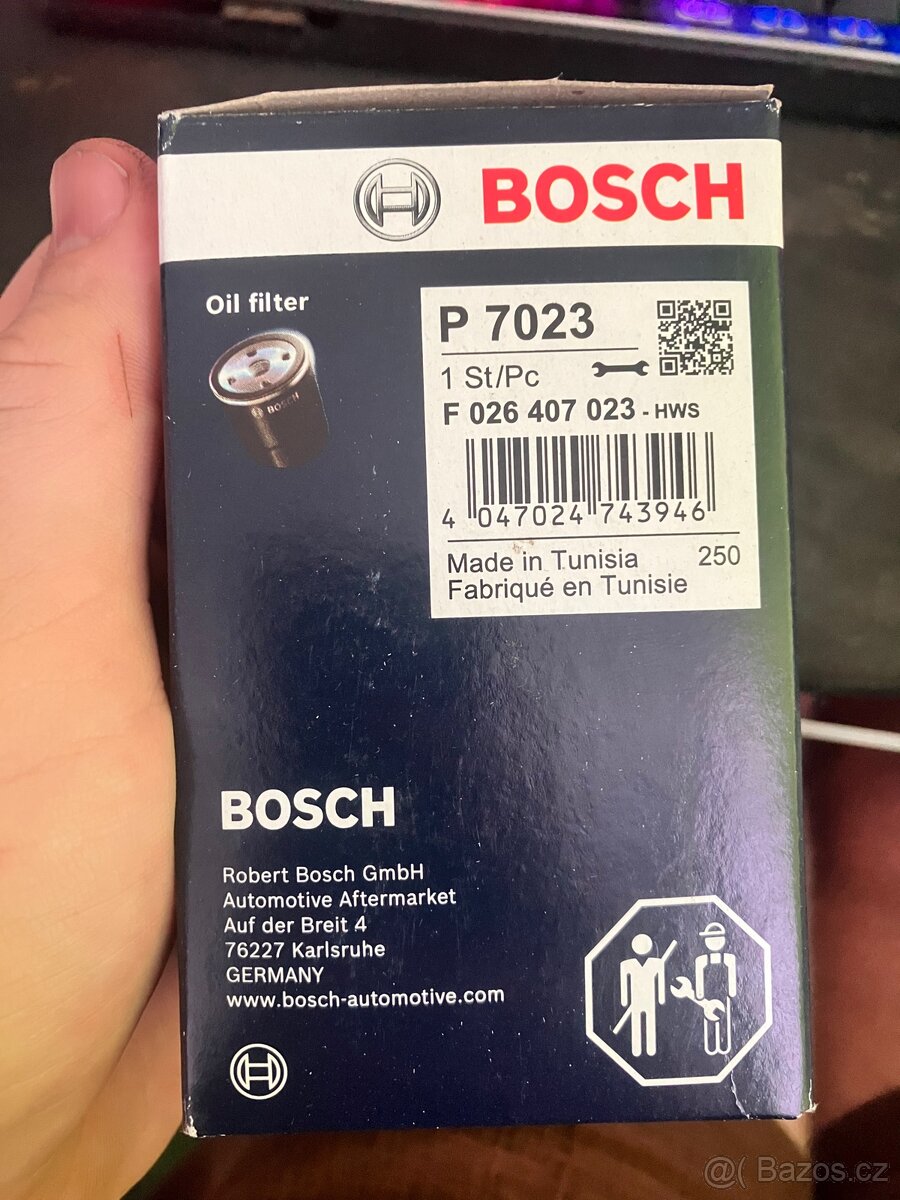 BOSCH
Oil filter
BOSCH
P 7023
1 St/Pc
F 026 407 023 - HWS
4 047024 743946
Made in Tunisia 250
Fabriqué en Tunisie
BOSCH
Robert Bosch GmbH
Automotive Aftermarket
Auf der Breit 4
76227 Karlsruhe
GERMANY
www.bosch-automotive.com
@( Bazos.cz